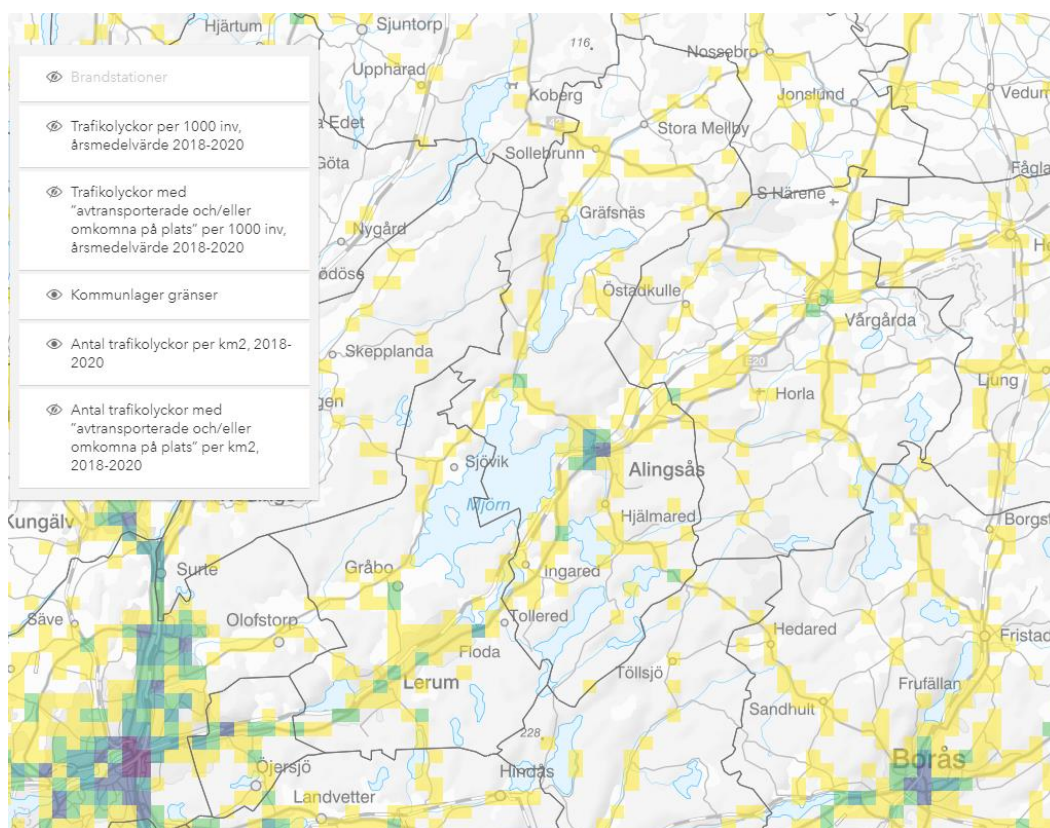 Hjärtum
Sjuntorp
116
Nossebro
Upphärad
Koberg
Jonslund
Vedum
Brandstationer
Edet
42
Stora Mellby
Trafikolyckor per 1000 inv,
årsmedelvärde 2018-2020
Sollebrunn
Göta
Fågla
S Härene
Trafikolyckor med
"avtransporterade och/eller
omkomna på plats" per 1000 inv,
årsmedelvärde 2018-2020
Gräfsnäs
Nygård
Östadkulle
Kommunlager gränser
Vårgårda
Antal trafikolyckor per km2, 2018-
2020
Skepplanda
E20
Ljung
Horla
Antal trafikolyckor med
"avtransporterade och/eller
omkomna på plats" per km2,
2018-2020
Sjövik
Alingsås
Mjörn
Kungälv
Hjälmared
Borgs
Surte
Gråbo
Ingared
Säve
Olofstorp
Tollered
Hedared
Fristad
Floda
Töllsjö
Lerum
Frufällan
Sandhult
228
Borås
Öjersjö
Hindås
Landvetter